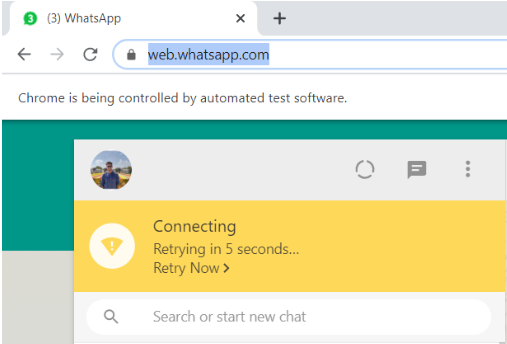 3 (3) WhatsApp
web.whatsapp.com
Chrome is being controlled by automated test software.
Connecting
Retrying in 5 seconds...
Retry Now >
Search or start new chat